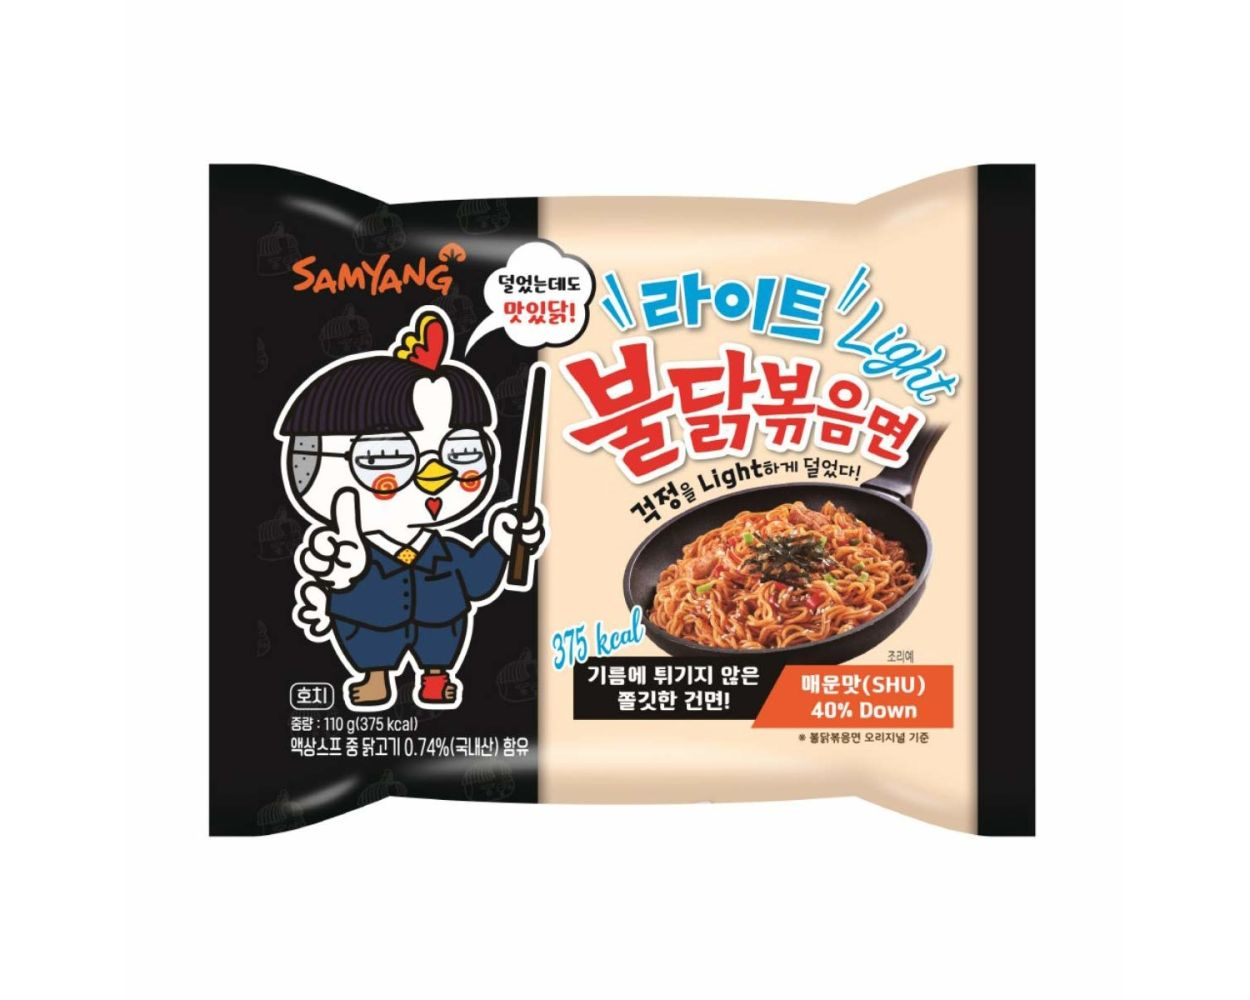 SAMYANG
덜었는데도
맛있닭!
라이트
Light
불닭볶음면
걱정을 Light하게 덜었다!
375 kcal
조리예
기름에 튀기지 않은
쫄깃한 건면!
매운맛(SHU)
40% Down
※ 불닭볶음면 오리지널 기준
호치
중량 : 110 g(375 kcal)
액상스프 중 닭고기 0.74%(국내산) 함유